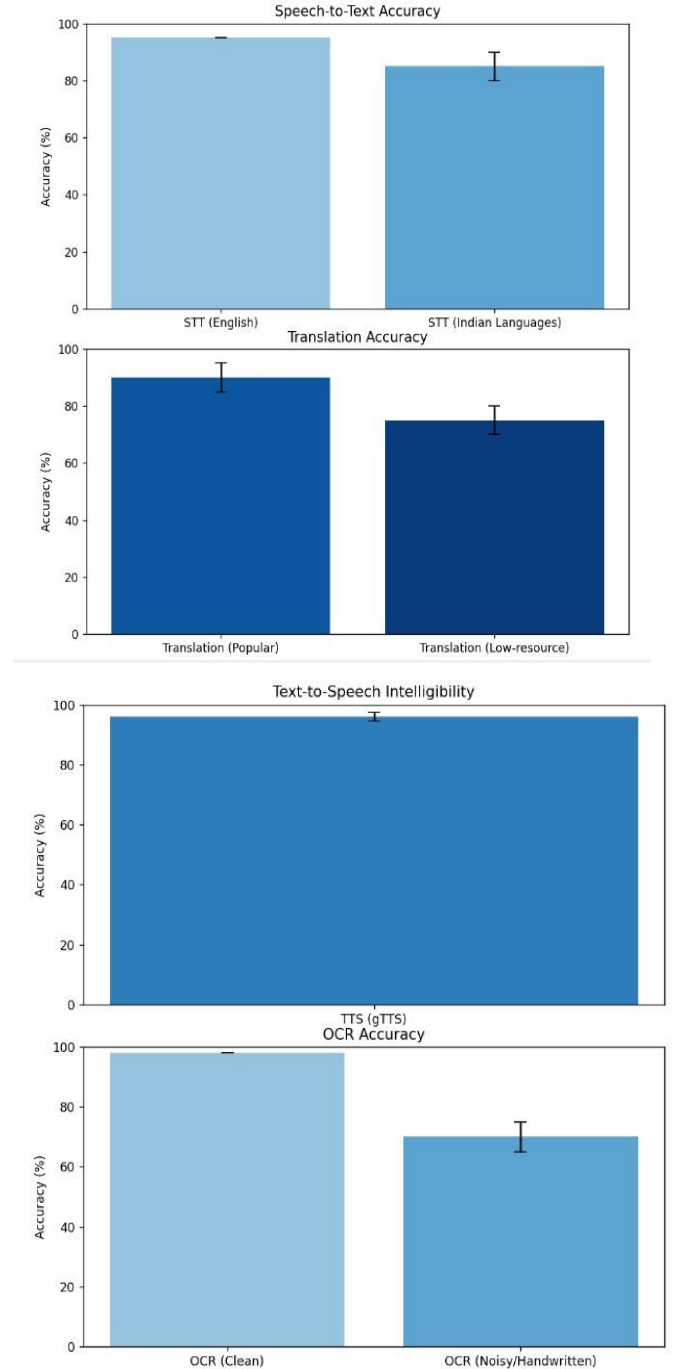 Speech-to-Text Accuracy
100
80
60
40
20
0
Accuracy (%)
STT (English) STT (Indian Languages)
Translation Accuracy
100
80
60
40
20
0
Accuracy (%)
Translation (Popular) Translation (Low-resource)
Text-to-Speech Intelligibility
100
80
60
40
20
0
Accuracy (%)
TTS (gTTS)
OCR Accuracy
100
80
60
40
20
0
Accuracy (%)
OCR (Clean) OCR (Noisy/Handwritten)